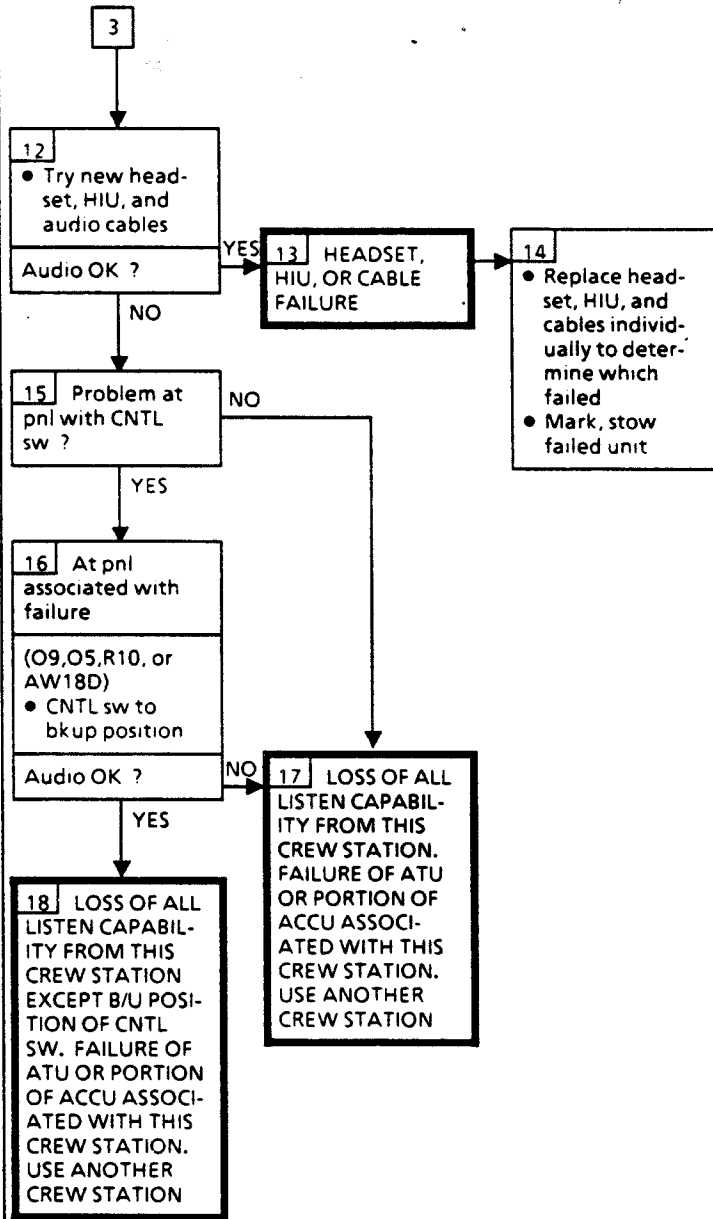 3
12
● Try new head-
set, HIU, and
audio cables
Audio OK ?
YES
13 HEADSET,
HIU, OR CABLE
FAILURE
14
● Replace head-
set, HIU, and
cables individ-
ually to deter-
mine which
failed
● Mark, stow
failed unit
NO
15 Problem at
pnl with CNTL
sw ?
NO
YES
16 At pnl
associated with
failure
(O9,O5,R10, or
AW18D)
● CNTL sw to
bkup position
Audio OK ?
NO
17 LOSS OF ALL
LISTEN CAPABIL-
ITY FROM THIS
CREW STATION.
FAILURE OF ATU
OR PORTION OF
ACCU ASSOCI-
ATED WITH THIS
CREW STATION.
USE ANOTHER
CREW STATION
YES
18 LOSS OF ALL
LISTEN CAPABIL-
ITY FROM THIS
CREW STATION
EXCEPT B/U POSI-
TION OF CNTL
SW. FAILURE OF
ATU OR PORTION
OF ACCU ASSOCI-
ATED WITH THIS
CREW STATION.
USE ANOTHER
CREW STATION